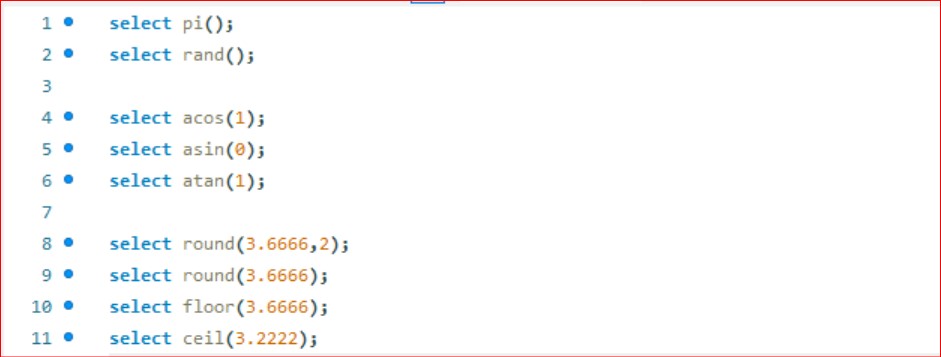 1 select pi();
2 select rand();
3
4 select acos(1);
5 select asin(0);
6 select atan(1);
7
8 select round(3.6666,2);
9 select round(3.6666);
10 select floor(3.6666);
11 select ceil(3.2222);